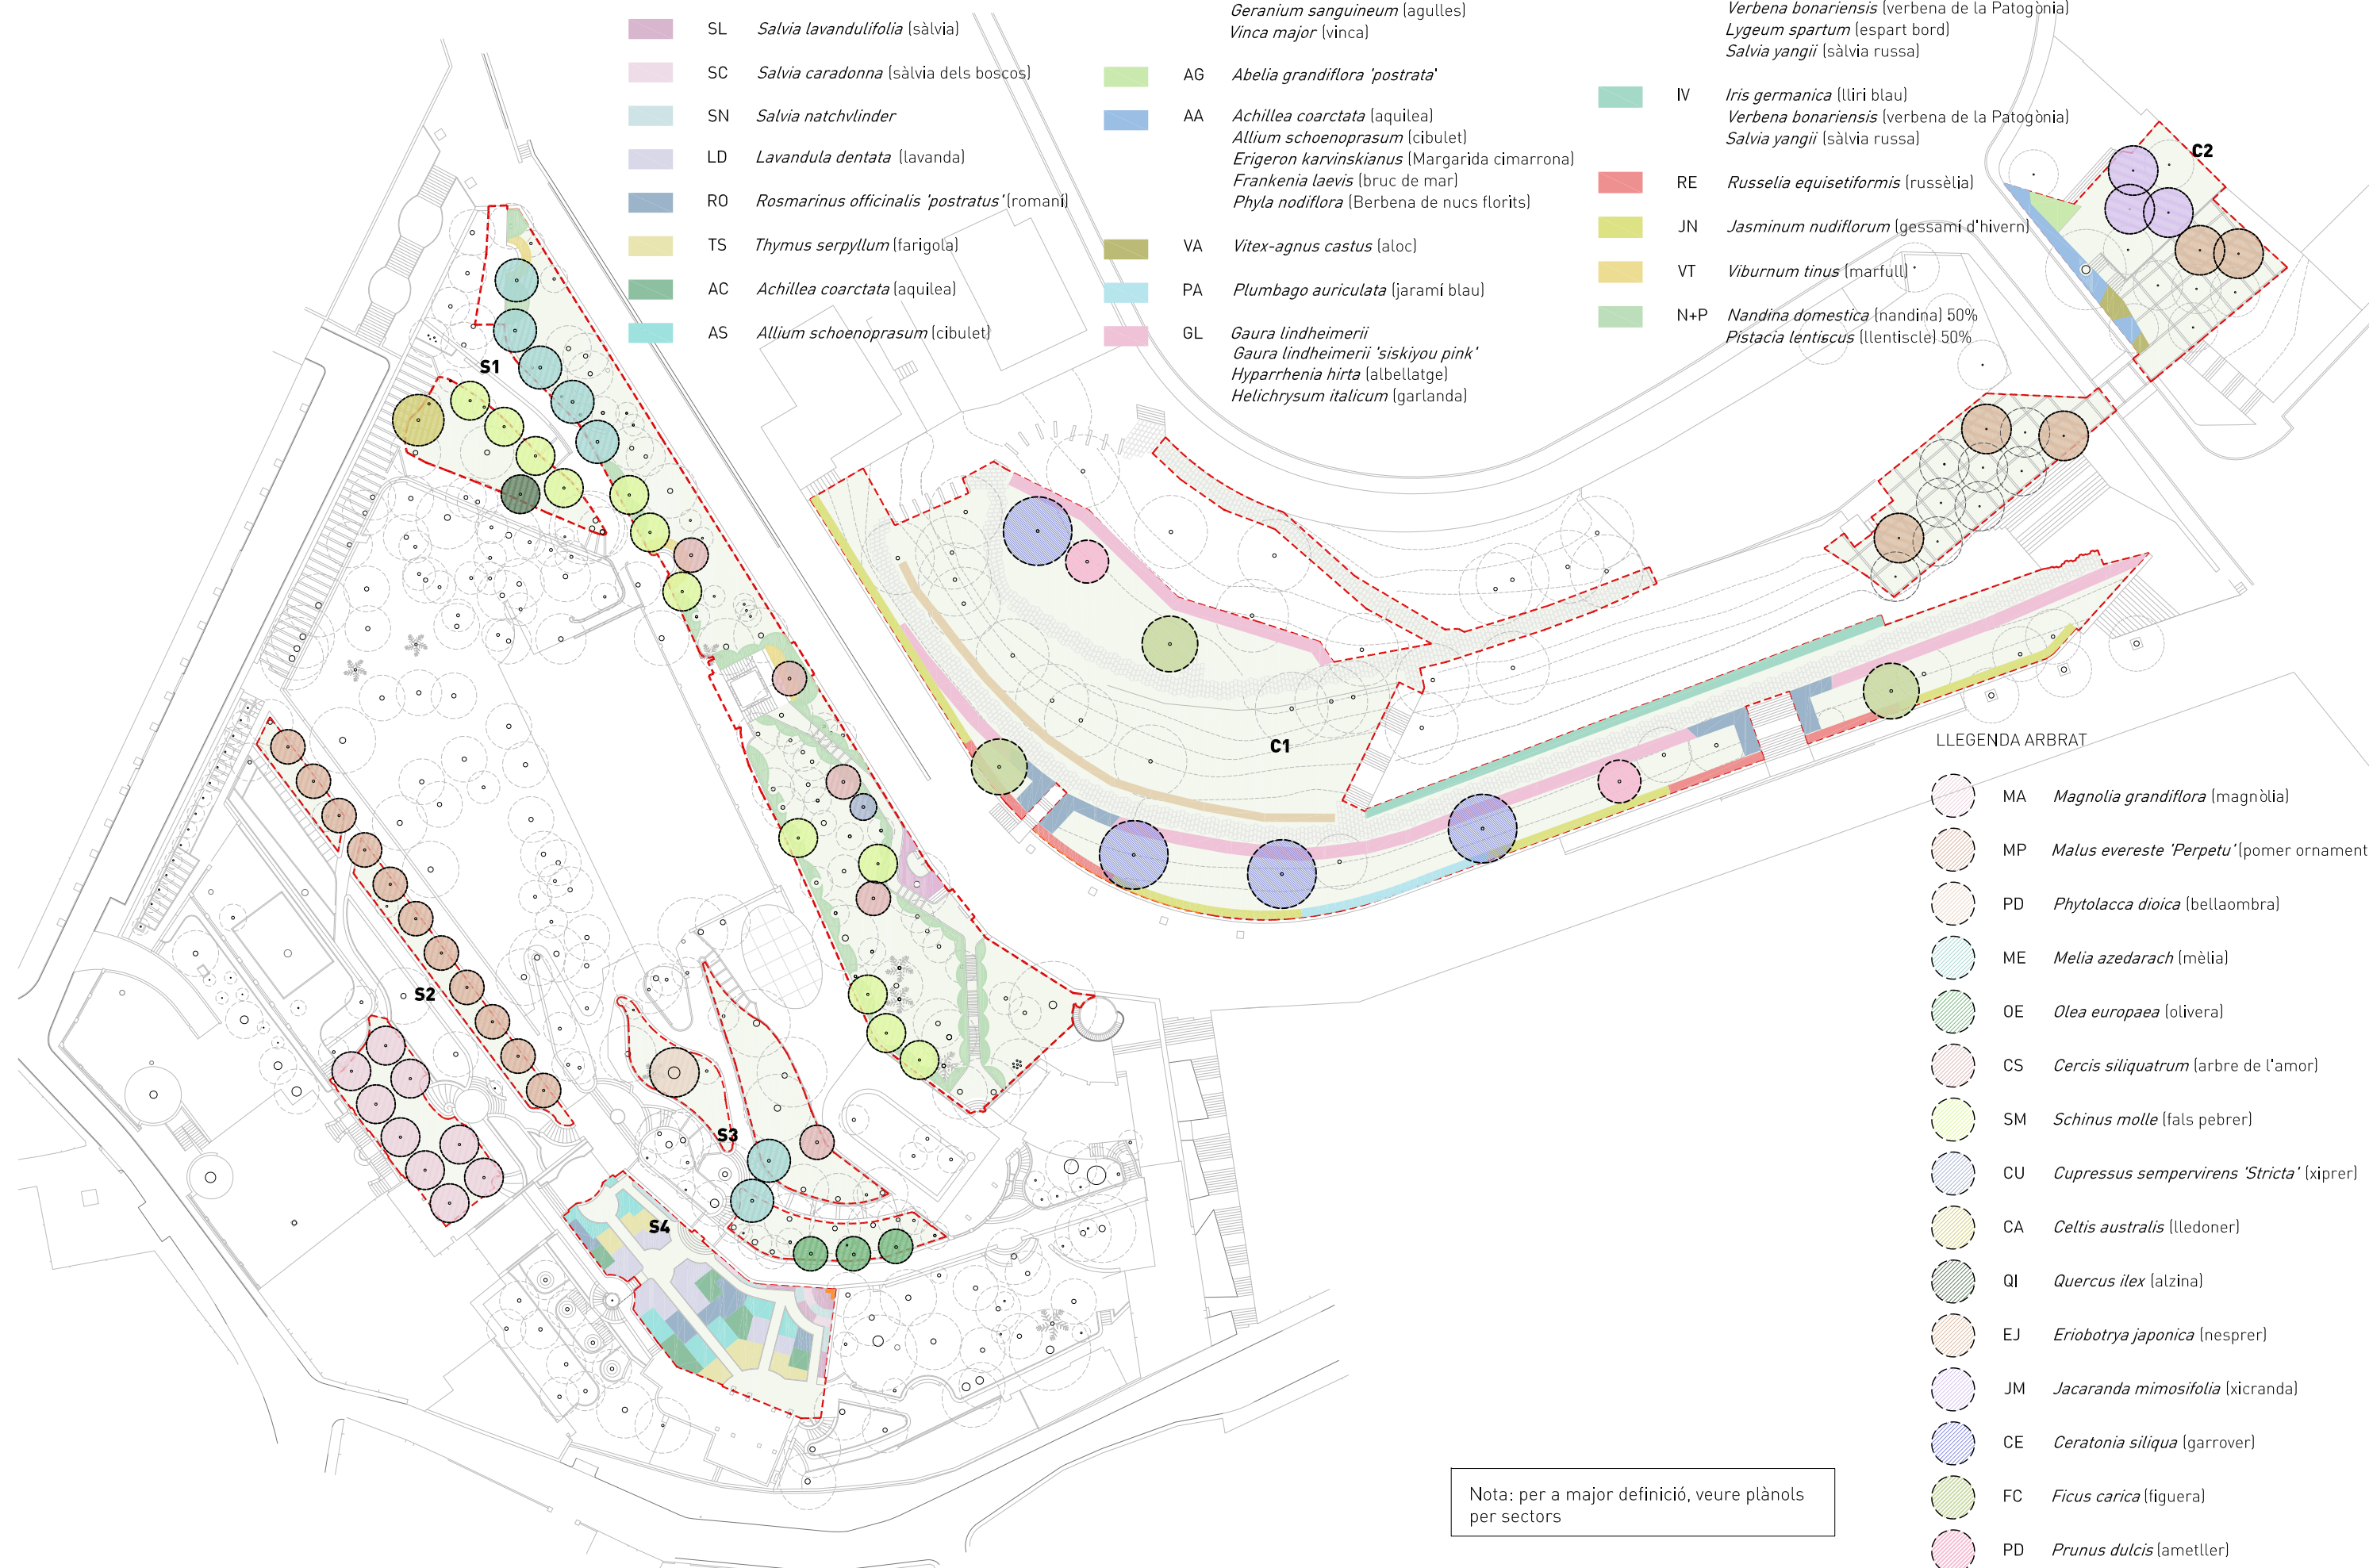 SL Salvia lavandulifolia (sàlvia)
SC Salvia caradonna (sàlvia dels boscos)
SN Salvia natchvlinder
LD Lavandula dentata (lavanda)
RO Rosmarinus officinalis 'postratus' (romaní)
TS Thymus serpyllum (farigola)
AC Achillea coarctata (aquilea)
AS Allium schoenoprasum (cibulet)
Geranium sanguineum (agulles)
Vinca major (vinca)
AG Abelia grandiflora 'postrata'
AA Achillea coarctata (aquilea)
Allium schoenoprasum (cibulet)
Erigeron karvinskianus (Margarida cimarrona)
Frankenia laevis (bruc de mar)
Phyla nodiflora (Berbena de nucs florits)
VA Vitex-agnus castus (aloc)
PA Plumbago auriculata (jaramí blau)
GL Gaura lindheimerii
Gaura lindheimerii 'siskiyou pink'
Hyparrhenia hirta (albellatge)
Helichrysum italicum (garlanda)
Verbena bonariensis (verbena de la Patogònia)
Lygeum spartum (espart bord)
Salvia yangii (sàlvia russa)
IV Iris germanica (lliri blau)
Verbena bonariensis (verbena de la Patogònia)
Salvia yangii (sàlvia russa)
RE Russelia equisetiformis (russèlia)
JN Jasminum nudiflorum (gessamí d'hivern)
VT Viburnum tinus (marfull)
N+P Nandina domestica (nandina) 50%
Pistacia lentiscus (llentiscle) 50%
C2
S1
C1
S2
S3
S4
LLEGENDA ARBRAT
MA Magnolia grandiflora (magnòlia)
MP Malus evereste 'Perpetu' (pomer ornament
PD Phytolacca dioica (bellaombra)
ME Melia azedarach (mèlia)
OE Olea europaea (olivera)
CS Cercis siliquatrum (arbre de l'amor)
SM Schinus molle (fals pebrer)
CU Cupressus sempervirens 'Stricta' (xiprer)
CA Celtis australis (lledoner)
QI Quercus ilex (alzina)
EJ Eriobotrya japonica (nesprer)
JM Jacaranda mimosifolia (xicranda)
CE Ceratonia siliqua (garrover)
FC Ficus carica (figuera)
PD Prunus dulcis (ametller)
Nota: per a major definició, veure plànols
per sectors